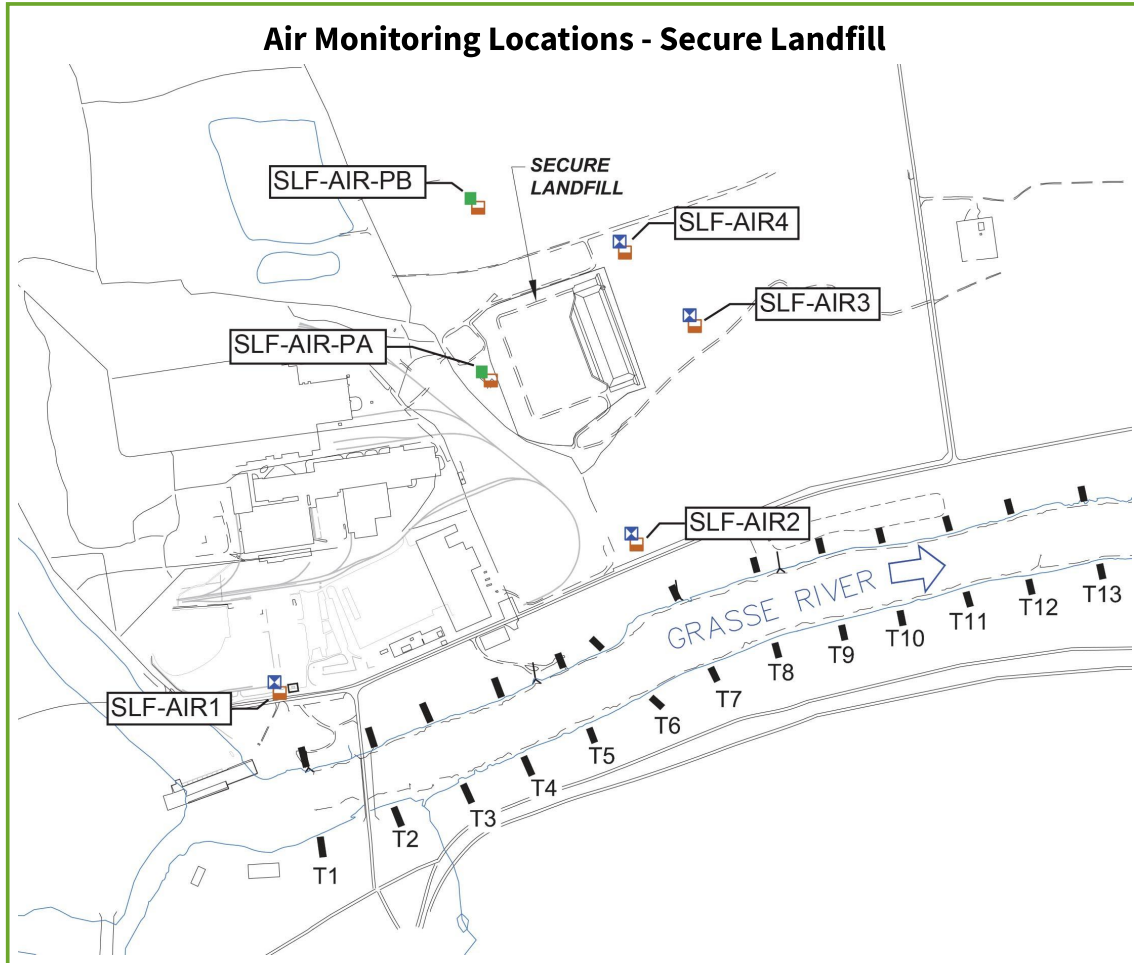 Air Monitoring Locations - Secure Landfill
SLF-AIR-PB
SECURE
LANDFILL
SLF-AIR4
SLF-AIR3
SLF-AIR-PA
SLF-AIR2
GRASSE RIVER
SLF-AIR1
T13
T12
T11
T10
T9
T8
T7
T6
T5
T4
T3
T2
T1